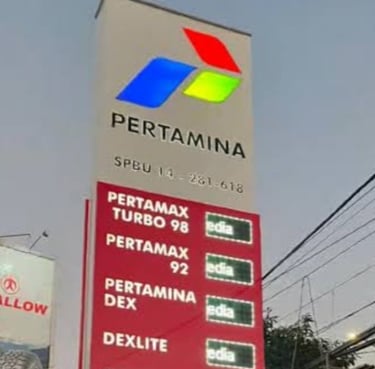 PERTAMINA
SPBU 14 - 281.618
PERTAMAX
TURBO 98
edia
PERTAMAX
92
edia
PERTAMINA
DEX
edia
DEXLITE
edia
ALLOW